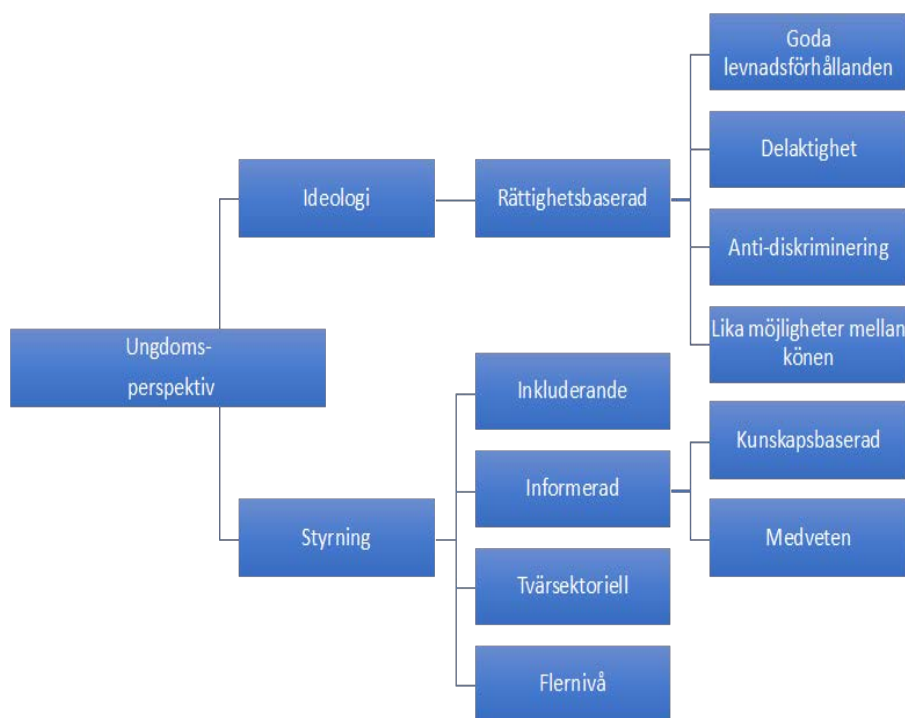 Goda
levnadsförhållanden
Delaktighet
Ideologi
Rättighetsbaserad
Anti-diskriminering
Lika möjligheter mellan
könen
Ungdoms-
perspektiv
Inkluderande
Kunskapsbaserad
Informerad
Styrning
Medveten
Tvärsektoriell
Flernivå